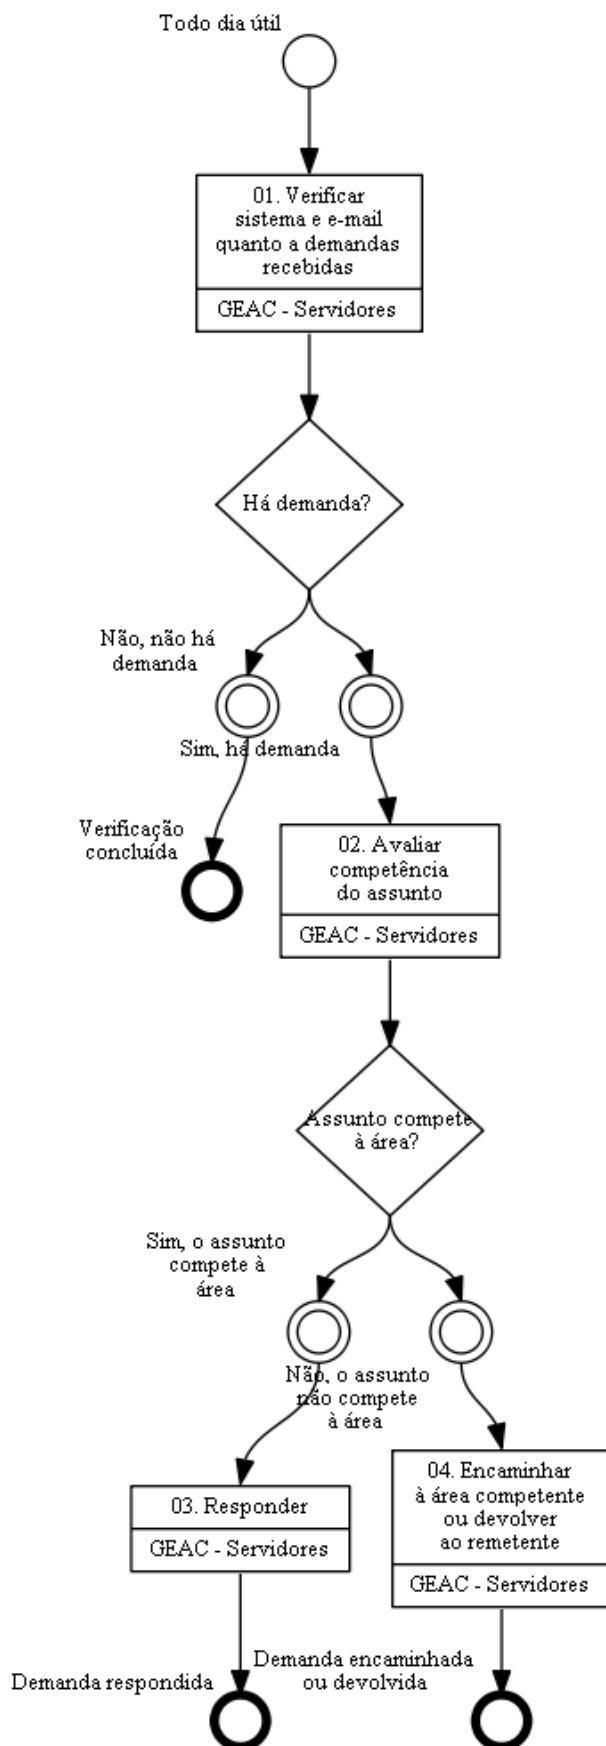 Todo dia útil
01. Verificar
sistema e e-mail
quanto a demandas
recebidas
GEAC - Servidores
Há demanda?
Não, não há
demanda
Sim, há demanda
Verificação
concluída
02. Avaliar
competência
do assunto
GEAC - Servidores
Assunto compete
à área?
Sim, o assunto
compete à
área
Não, o assunto
não compete
à área
03. Responder
GEAC - Servidores
04. Encaminhar
à área competente
ou devolver
ao remetente
GEAC - Servidores
Demanda respondida
Demanda encaminhada
ou devolvida